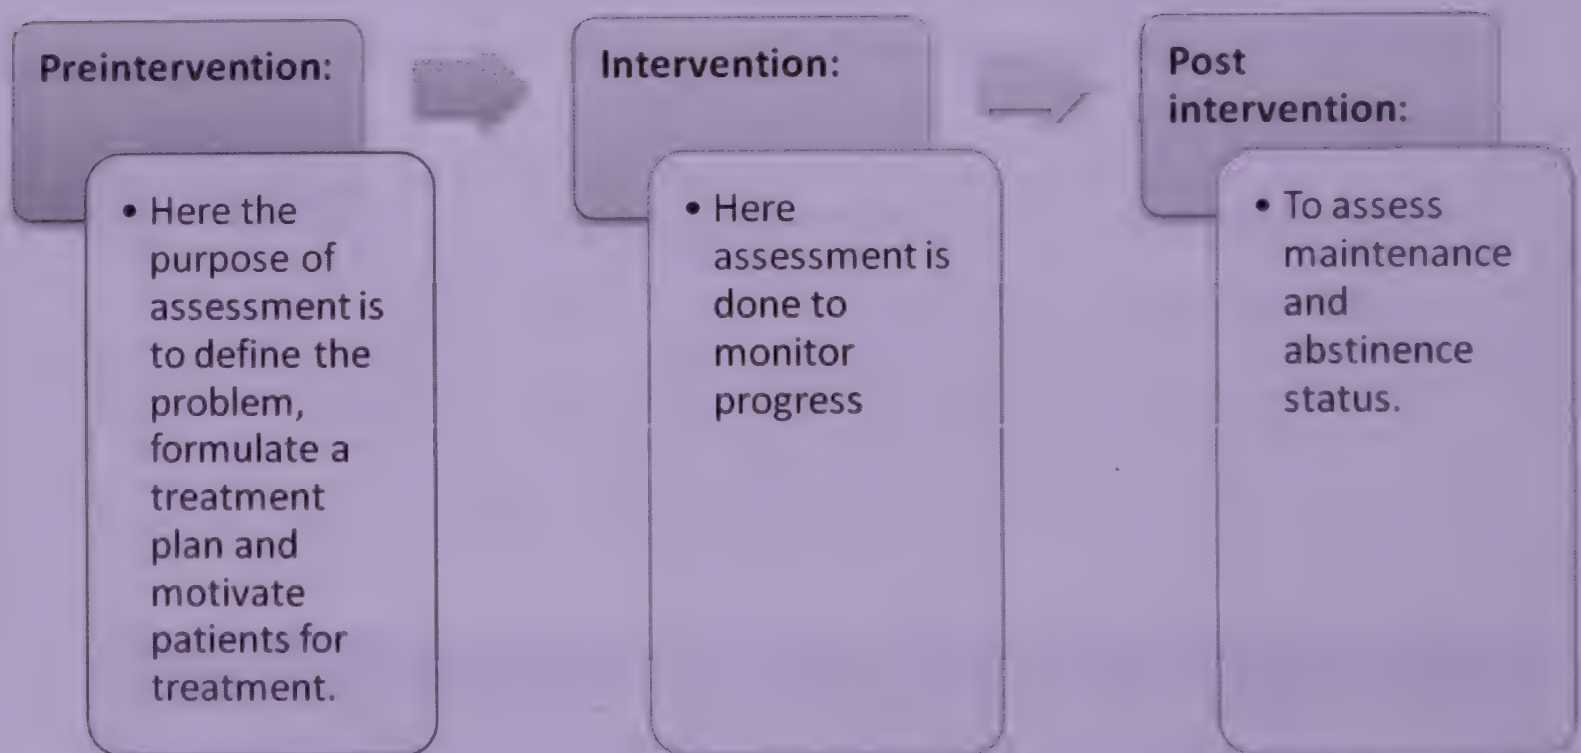 Preintervention:
• Here the
purpose of
assessment is
to define the
problem,
formulate a
treatment
plan and
motivate
patients for
treatment.
Intervention:
• Here
assessment is
done to
monitor
progress
Post
intervention:
• To assess
maintenance
and
abstinence
status.